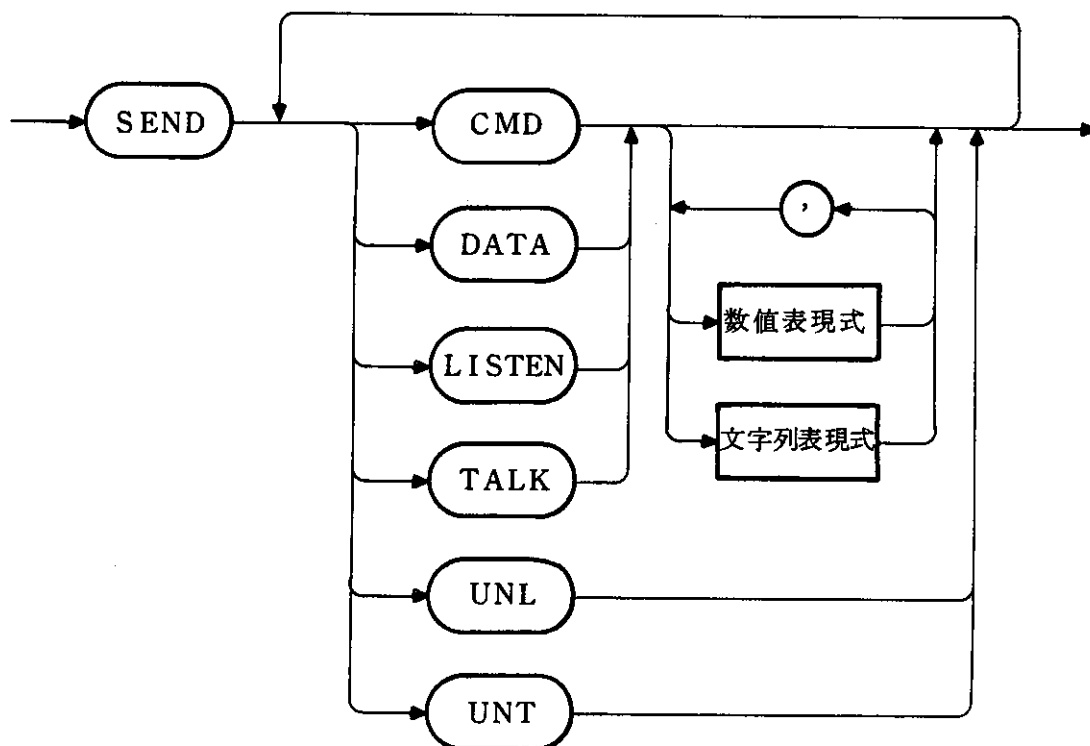 SEND
CMD
,
DATA
数値表現式
LISTEN
文字列表現式
TALK
UNL
UNT